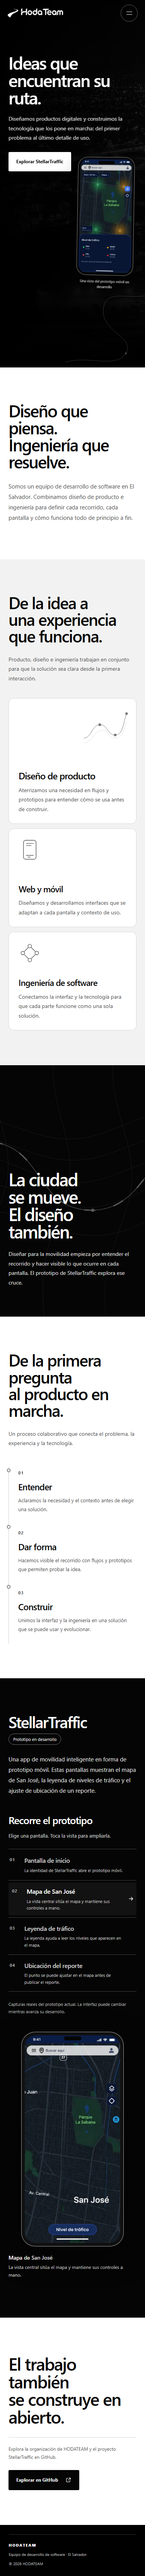 HodaTeam
Ideas que
encuentran su
ruta.
Diseñamos productos digitales y construimos la
tecnología que los pone en marcha: del primer
problema al último detalle de uso.
Explorar StellarTraffic
Parque
La Sabana
Una vista del prototipo móvil en
desarrollo
Diseño que
piensa.
Ingeniería que
resuelve.
Somos un equipo de desarrollo de software en El
Salvador. Combinamos diseño de producto e
ingeniería para definir cada recorrido, cada
pantalla y cómo funciona todo de principio a fin.
De la idea a
una experiencia
que funciona.
Producto, diseño e ingeniería trabajan en conjunto
para que la solución sea clara desde la primera
interacción.
Diseño de producto
Aterrizamos una necesidad en flujos y
prototipos para entender cómo se usa antes
de construir.
Web y móvil
Diseñamos y desarrollamos interfaces que se
adaptan a cada pantalla y contexto de uso.
Ingeniería de software
Conectamos la interfaz y la tecnología para
que cada parte funcione como una sola
solución.
La ciudad
se mueve.
El diseño
también.
Diseñar para la movilidad empieza por entender el
recorrido y hacer visible lo que ocurre en cada
pantalla. El prototipo de StellarTraffic explora ese
cruce.
De la primera
pregunta
al producto en
marcha.
Un proceso colaborativo que conecta el problema, la
experiencia y la tecnología.
01
Entender
Aclaramos la necesidad y el contexto antes de elegir
una solución.
02
Dar forma
Hacemos visible el recorrido con flujos y prototipos
que permiten probar la idea.
03
Construir
Unimos la interfaz y la ingeniería en una solución
que se puede usar y evolucionar.
StellarTraffic
Prototipo en desarrollo
Una app de movilidad inteligente en forma de
prototipo móvil. Estas pantallas muestran el mapa
de San José, la leyenda de niveles de tráfico y el
ajuste de ubicación de un reporte.
Recorre el prototipo
Elige una pantalla. Toca la vista para ampliarla.
01
Pantalla de inicio
La identidad de StellarTraffic abre el prototipo móvil.
02
Mapa de San José
La vista central sitúa el mapa y mantiene sus
controles a mano.
03
Leyenda de tráfico
La leyenda ayuda a leer los niveles que aparecen en
el mapa.
04
Ubicación del reporte
El punto se puede ajustar en el mapa antes de
publicar el reporte.
Capturas reales del prototipo actual. La interfaz puede cambiar
mientras avanza su desarrollo.
9:41
Buscar aquí
27
Juan
Parque
La Sabana
Av. Central
San José
Nivel de tráfico
Mapa de San José
La vista central sitúa el mapa y mantiene sus controles a
mano.
El trabajo
también
se construye en
abierto.
Explora la organización de HODATEAM y el proyecto
StellarTraffic en GitHub.
Explorar en GitHub
HODATEAM
Equipo de desarrollo de software · El Salvador
© 2026 HODATEAM